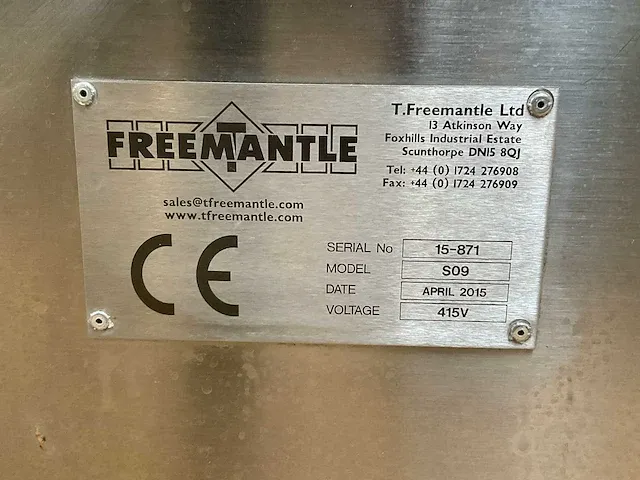 FREEMANTLE
sales@tfreemantle.com
www.tfreemantle.com
T.Freemantle Ltd
13 Atkinson Way
Foxhills Industrial Estate
Scunthorpe DN15 8QJ
Tel: +44 (0) 1724 276908
Fax: +44 (0) 1724 276909
CE
SERIAL No 15-871
MODEL S09
DATE APRIL 2015
VOLTAGE 415V